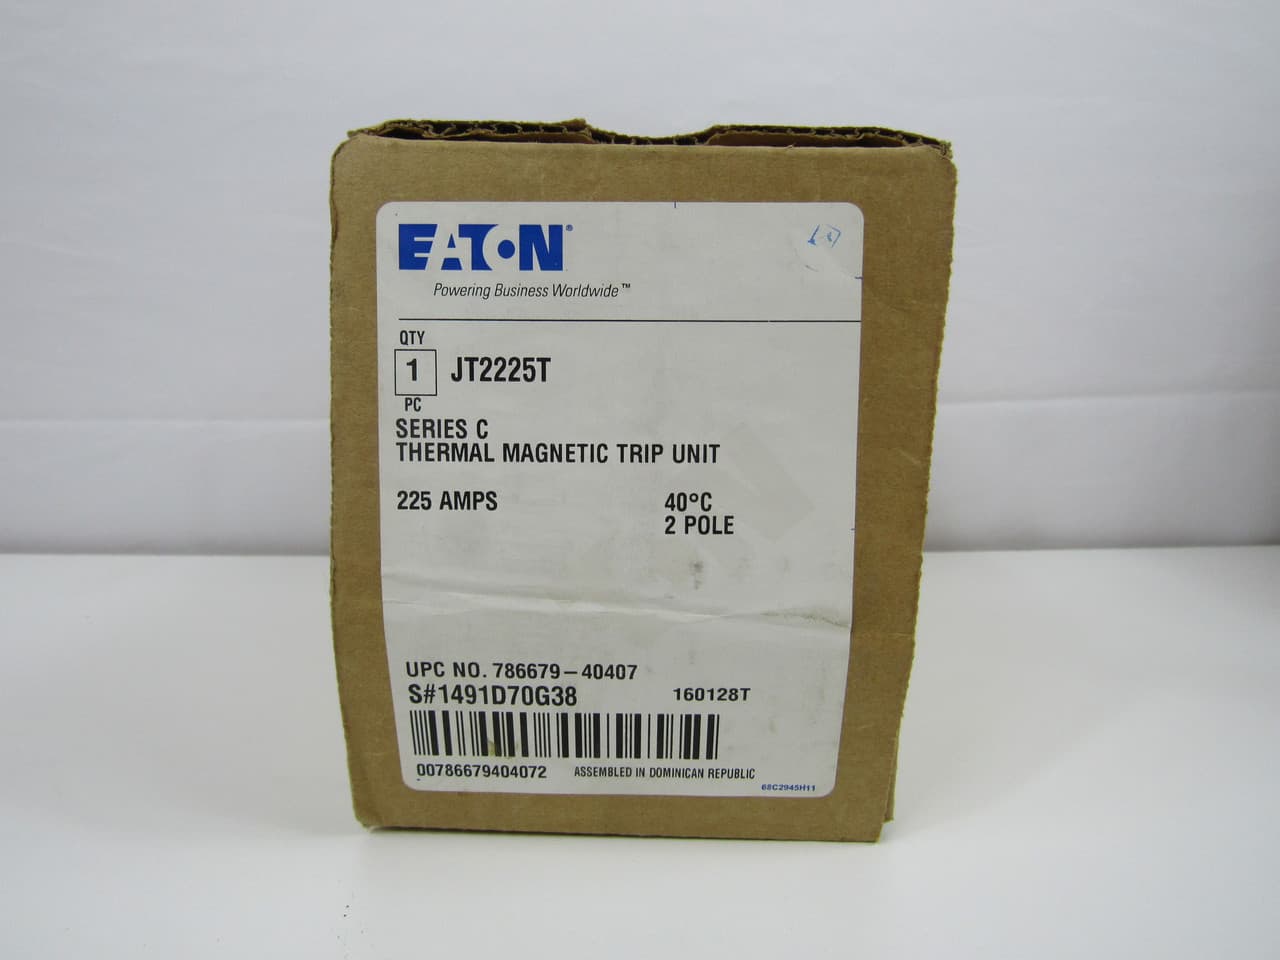 EATON®
Powering Business Worldwide™
QTY
1 JT2225T
PC
SERIES C
THERMAL MAGNETIC TRIP UNIT
225 AMPS 40°C
2 POLE
UPC NO. 786679-40407
S#1491D70G38 160128T
00786679404072 ASSEMBLED IN DOMINICAN REPUBLIC
68C2945H11